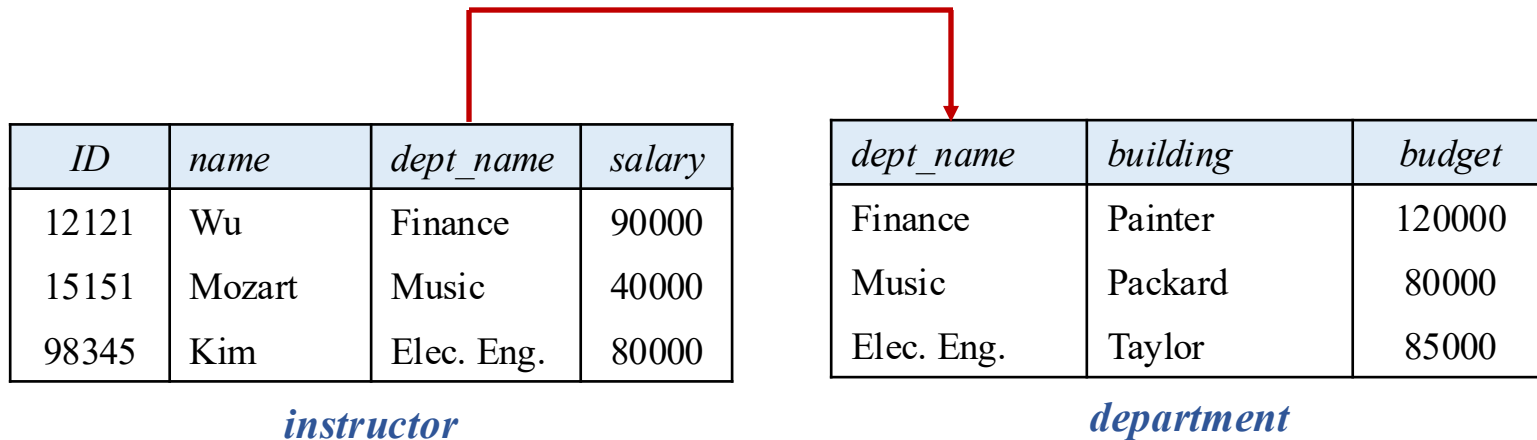 ID name dept_name salary
12121 Wu Finance 90000
15151 Mozart Music 40000
98345 Kim Elec. Eng. 80000
instructor
dept_name building budget
Finance Painter 120000
Music Packard 80000
Elec. Eng. Taylor 85000
department